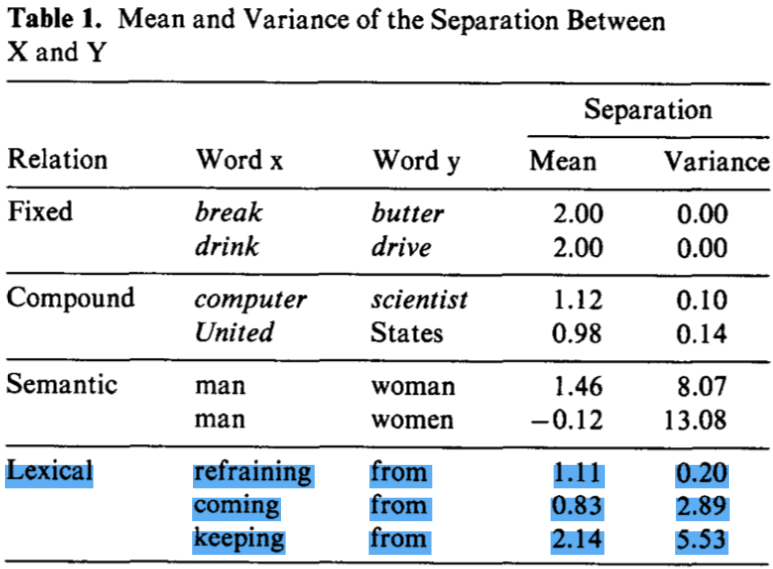 Table 1. Mean and Variance of the Separation Between
X and Y
Separation
Relation Word x Word y Mean Variance
Fixed break butter 2.00 0.00
drink drive 2.00 0.00
Compound computer scientist 1.12 0.10
United States 0.98 0.14
Semantic man woman 1.46 8.07
man women −0.12 13.08
Lexical refraining from 1.11 0.20
coming from 0.83 2.89
keeping from 2.14 5.53